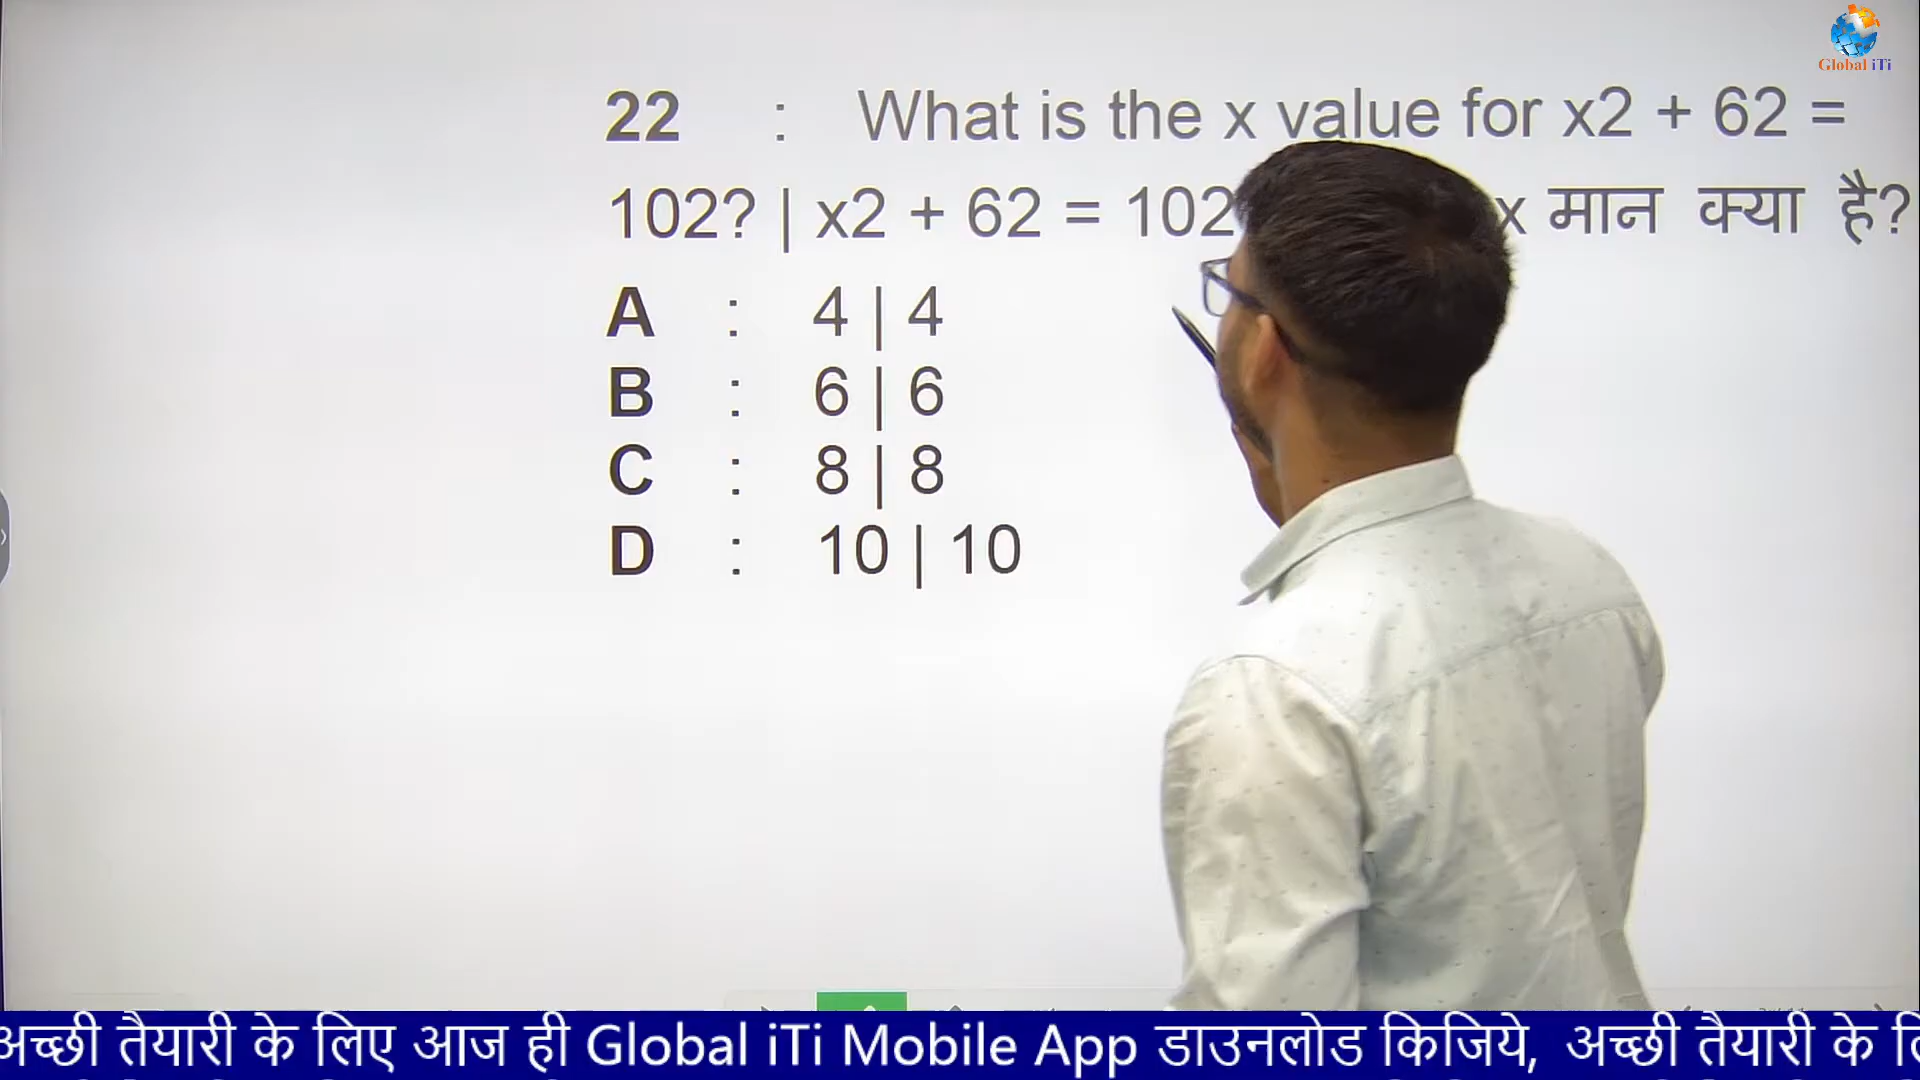 Global iTi
22 : What is the x value for x2 + 62 =
102? | x2 + 62 = 102 x मान क्या है?
A : 4 | 4
B : 6 | 6
C : 8 | 8
D : 10 | 10
अच्छी तैयारी के लिए आज ही Global iTi Mobile App डाउनलोड किजिये, अच्छी तैयारी के